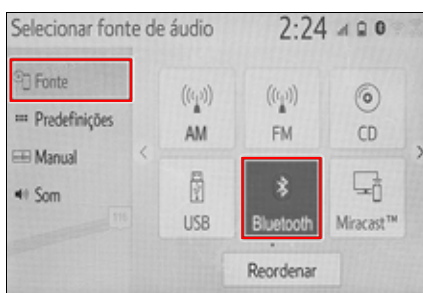 Selecionar fonte de áudio 2:24
Fonte
Predefinições
Manual
Som
AM
FM
CD
USB
Bluetooth
Miracast™
Reordenar